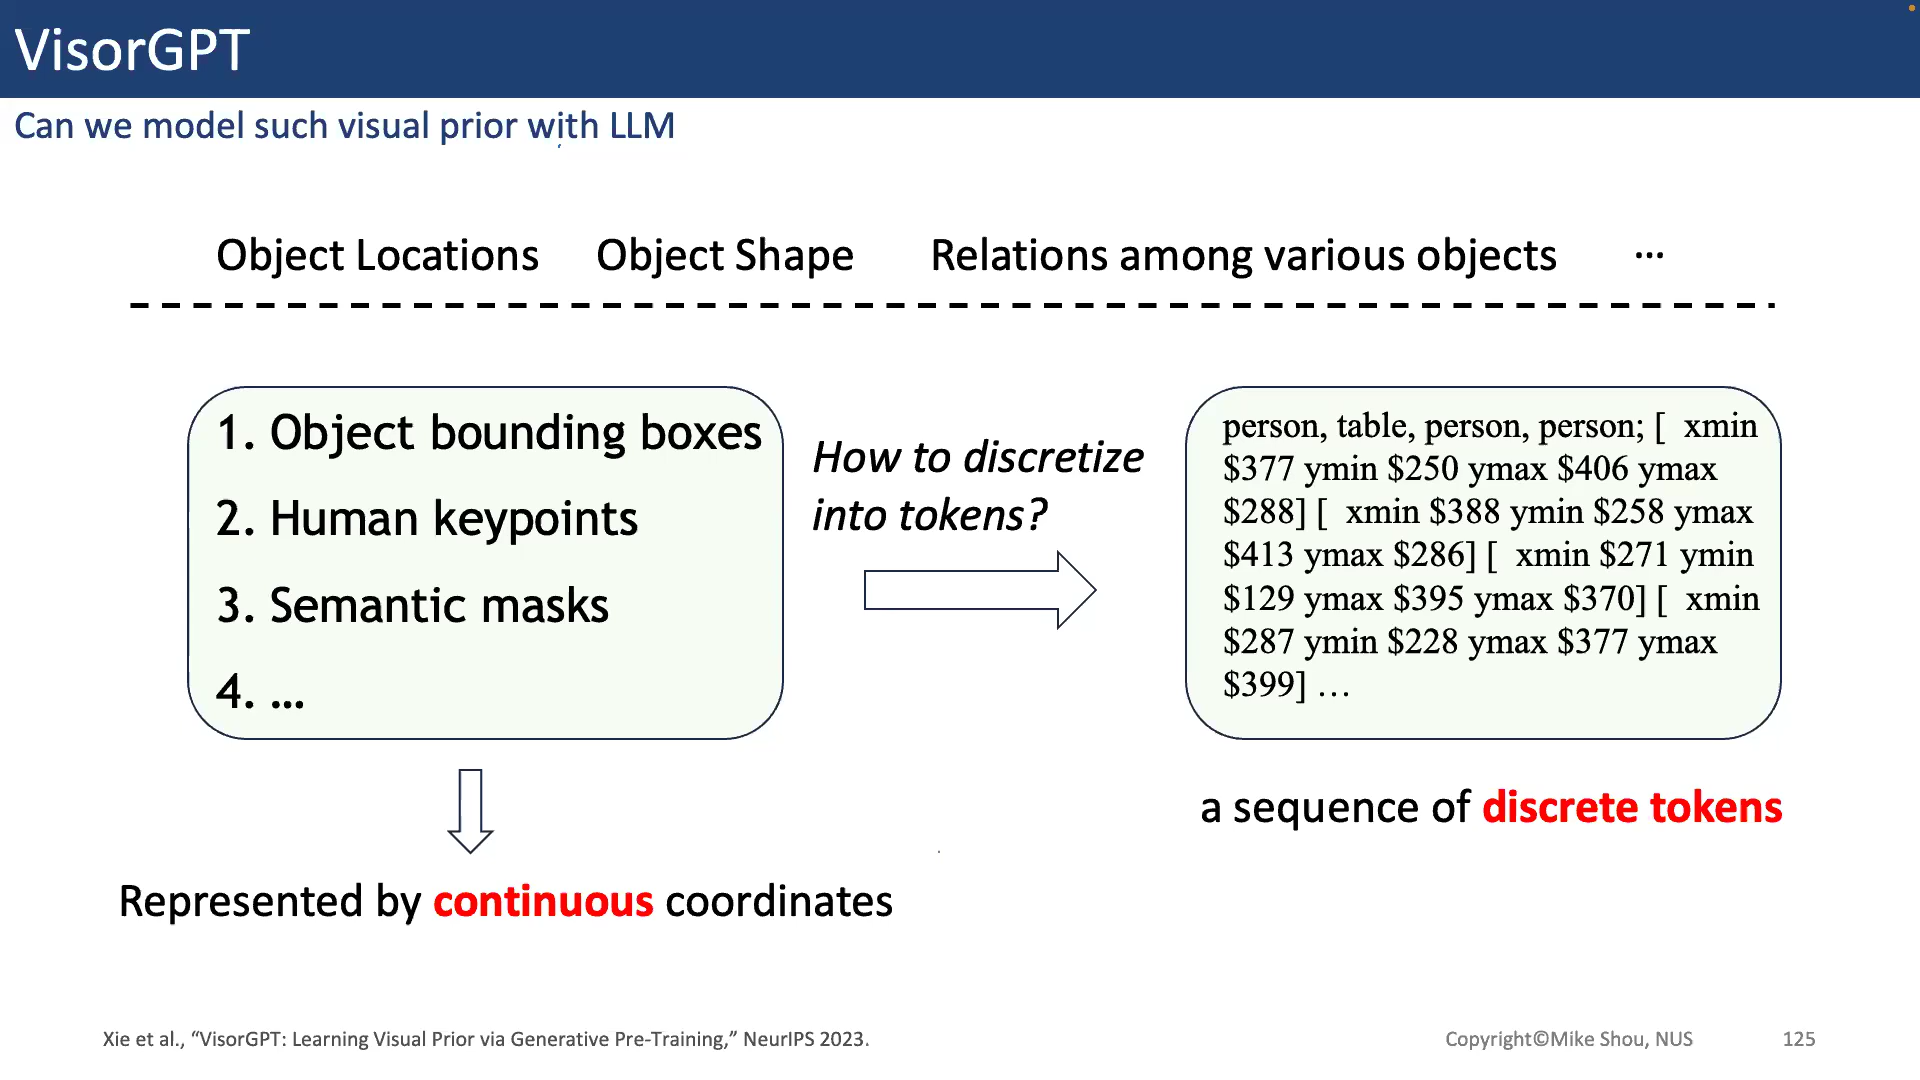 VisorGPT
Can we model such visual prior with LLM
Object Locations Object Shape Relations among various objects ...
1. Object bounding boxes
2. Human keypoints
3. Semantic masks
4. ...
How to discretize
into tokens?
person, table, person, person; [ xmin
$377 ymin $250 ymax $406 ymax
$288] [ xmin $388 ymin $258 ymax
$413 ymax $286] [ xmin $271 ymin
$129 ymax $395 ymax $370] [ xmin
$287 ymin $228 ymax $377 ymax
$399] …
a sequence of discrete tokens
Represented by continuous coordinates
Xie et al., “VisorGPT: Learning Visual Prior via Generative Pre-Training,” NeurIPS 2023.
Copyright©Mike Shou, NUS 125